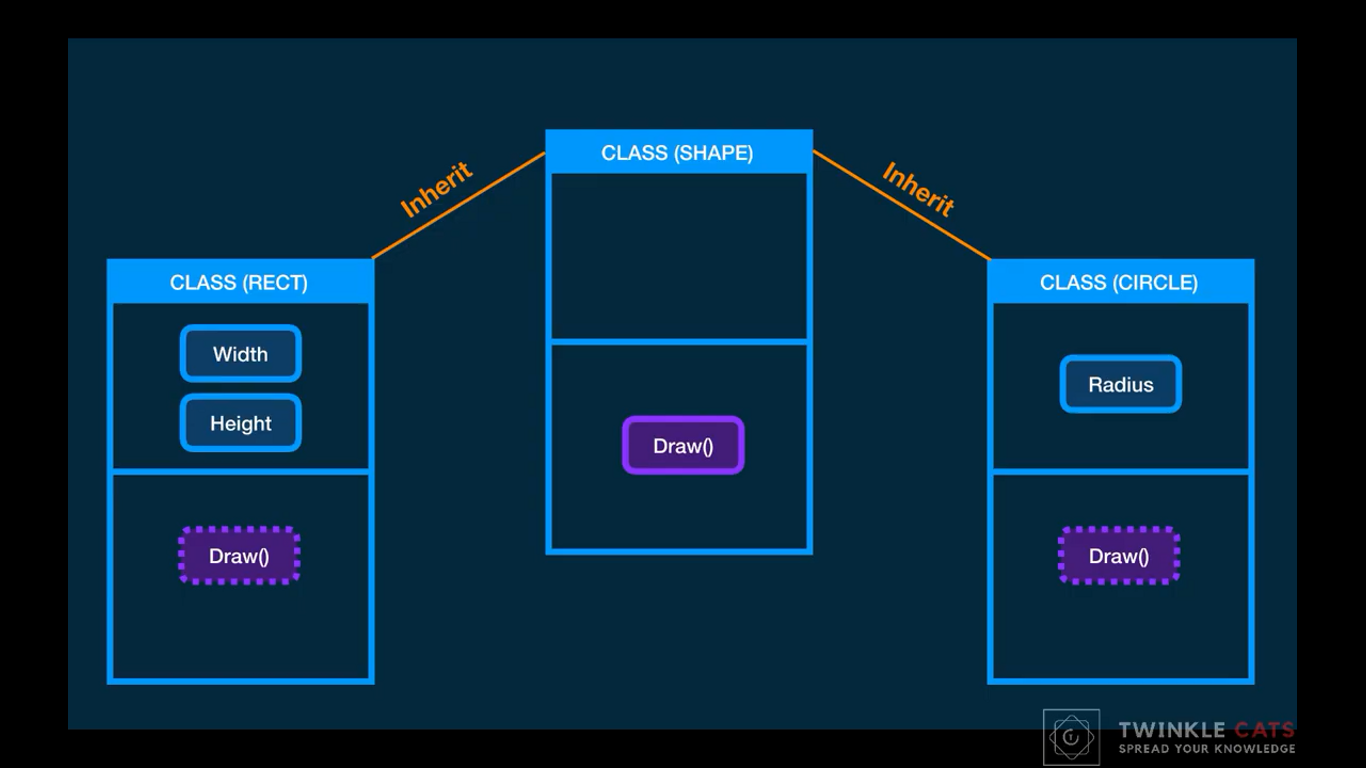 CLASS (SHAPE)
Inherit
Inherit
CLASS (RECT)
Width
Height
Draw()
Draw()
CLASS (CIRCLE)
Radius
Draw()
TWINKLE CATS
SPREAD YOUR KNOWLEDGE